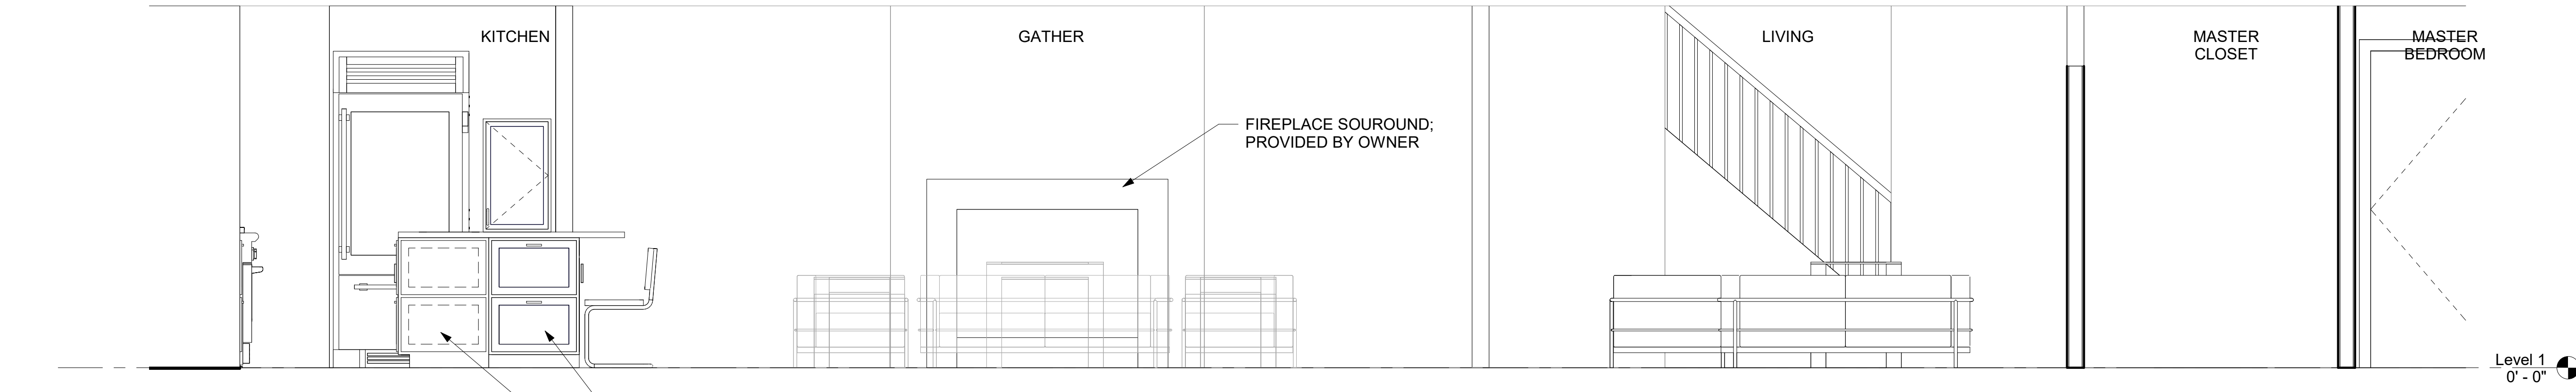 KITCHEN
GATHER
LIVING
MASTER
CLOSET
MASTER
BEDROOM
FIREPLACE SOUROUND;
PROVIDED BY OWNER
Level 1
0' - 0"